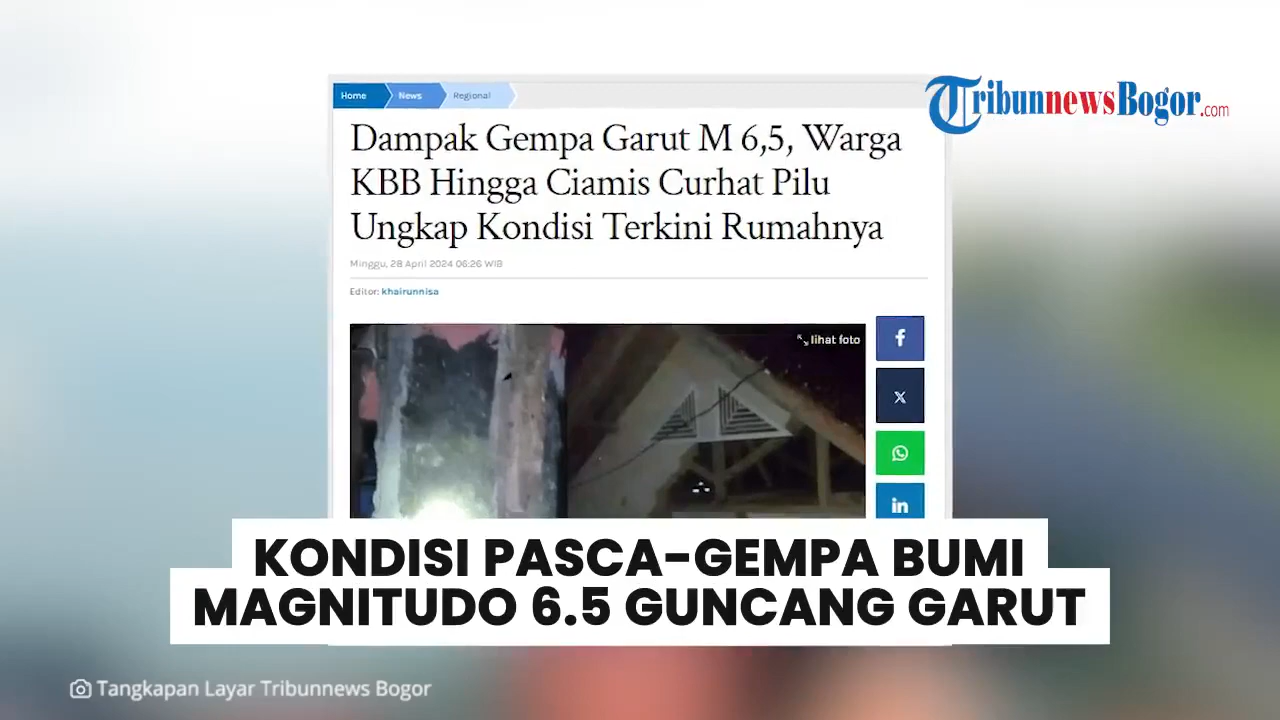 Home News Regional
TribunnewsBogor.com
Dampak Gempa Garut M 6,5, Warga
KBB Hingga Ciamis Curhat Pilu
Ungkap Kondisi Terkini Rumahnya
Minggu, 28 April 2024 06:26 WIB
Editor: khairunnisa
lihat foto
KONDISI PASCA-GEMPA BUMI
MAGNITUDO 6.5 GUNCANG GARUT
Tangkapan Layar Tribunnews Bogor